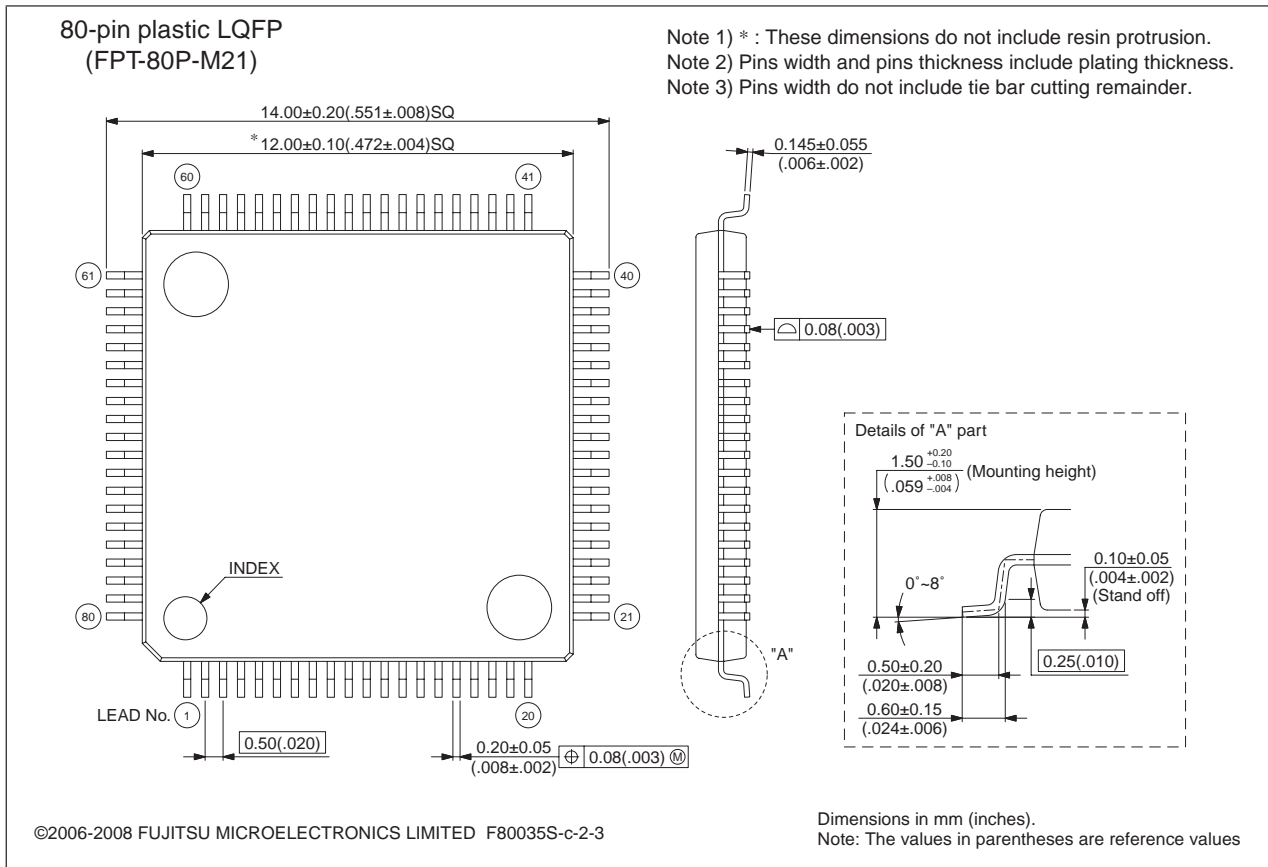 80-pin plastic LQFP
(FPT-80P-M21)
Note 1) * : These dimensions do not include resin protrusion.
Note 2) Pins width and pins thickness include plating thickness.
Note 3) Pins width do not include tie bar cutting remainder.
14.00±0.20(.551±.008)SQ
*12.00±0.10(.472±.004)SQ
0.145±0.055
(.006±.002)
60
41
61
40
0.08(.003)
Details of "A" part
1.50 +0.20 –0.10 (Mounting height)
(.059 +.008 –.004)
0.10±0.05
(.004±.002)
(Stand off)
0˚~8˚
INDEX
80
21
"A"
0.25(.010)
0.50±0.20
(.020±.008)
0.60±0.15
(.024±.006)
LEAD No. 1
20
0.50(.020)
0.20±0.05
(.008±.002)
⌖ 0.08(.003) Ⓜ
©2006-2008 FUJITSU MICROELECTRONICS LIMITED F80035S-c-2-3
Dimensions in mm (inches).
Note: The values in parentheses are reference values